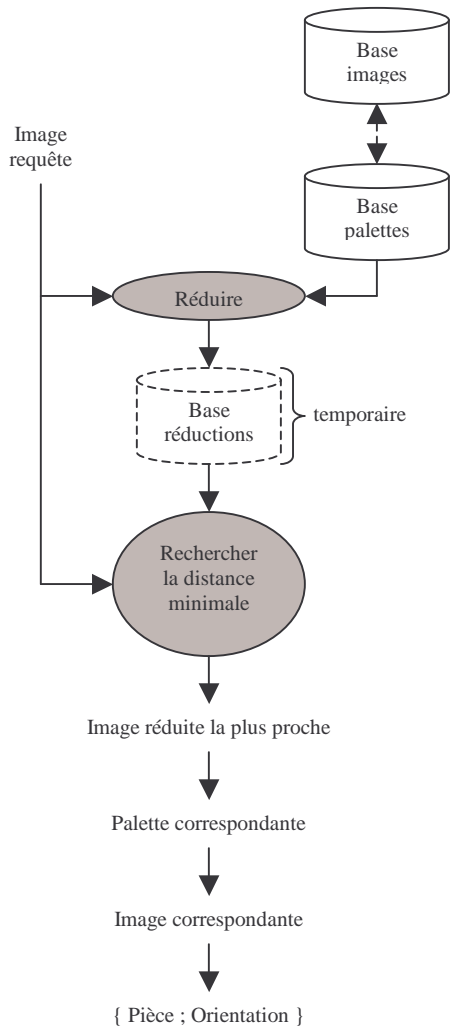 Base
images
Image
requête
Base
palettes
Réduire
Base
réductions
temporaire
Rechercher
la distance
minimale
Image réduite la plus proche
Palette correspondante
Image correspondante
{ Pièce ; Orientation }